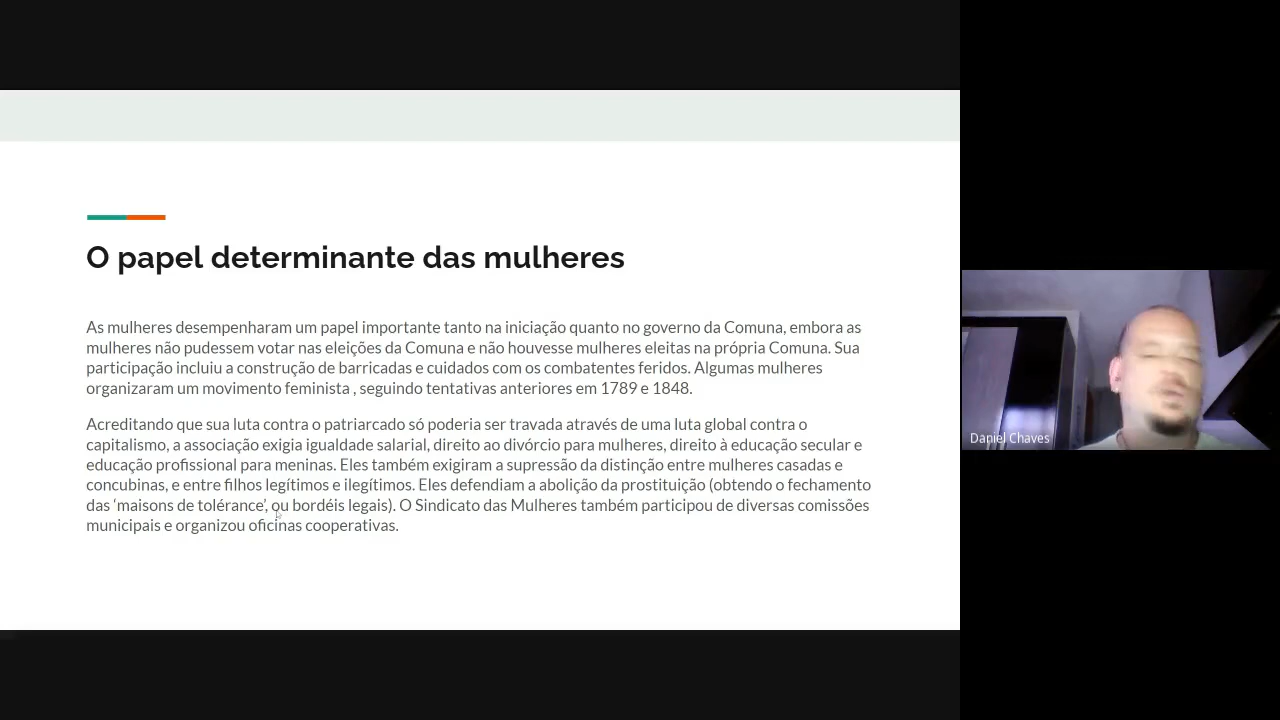 O papel determinante das mulheres
As mulheres desempenharam um papel importante tanto na iniciação quanto no governo da Comuna, embora as
mulheres não pudessem votar nas eleições da Comuna e não houvesse mulheres eleitas na própria Comuna. Sua
participação incluiu a construção de barricadas e cuidados com os combatentes feridos. Algumas mulheres
organizaram um movimento feminista , seguindo tentativas anteriores em 1789 e 1848.
Acreditando que sua luta contra o patriarcado só poderia ser travada através de uma luta global contra o
capitalismo, a associação exigia igualdade salarial, direito ao divórcio para mulheres, direito à educação secular e
educação profissional para meninas. Eles também exigiram a supressão da distinção entre mulheres casadas e
concubinas, e entre filhos legítimos e ilegítimos. Eles defendiam a abolição da prostituição (obtendo o fechamento
das ‘maisons de tolérance’, ou bordéis legais). O Sindicato das Mulheres também participou de diversas comissões
municipais e organizou oficinas cooperativas.
Daniel Chaves